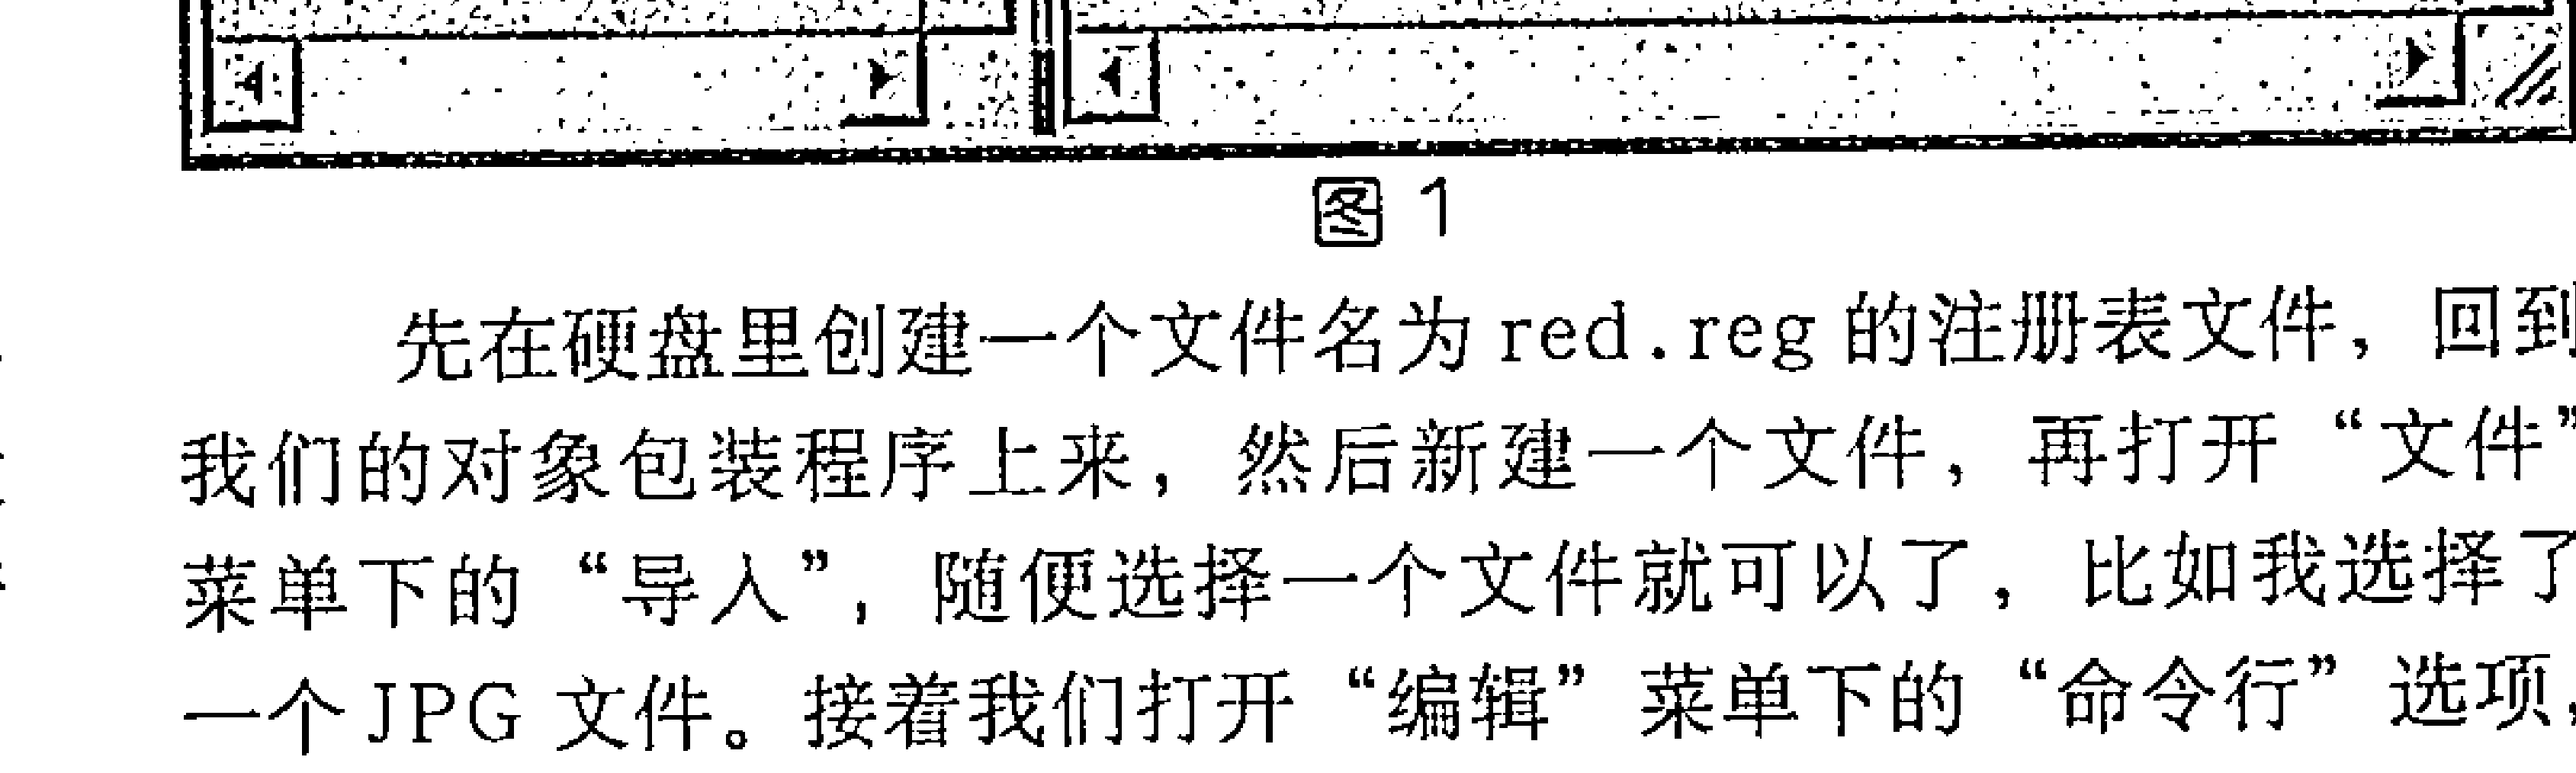 图 1
先在硬盘里创建一个文件名为 red.reg 的注册表文件，回到
我们的对象包装程序上来，然后新建一个文件，再打开“文件”
菜单下的“导入”，随便选择一个文件就可以了，比如我选择了
一个 JPG 文件。接着我们打开“编辑”菜单下的“命令行”选项，